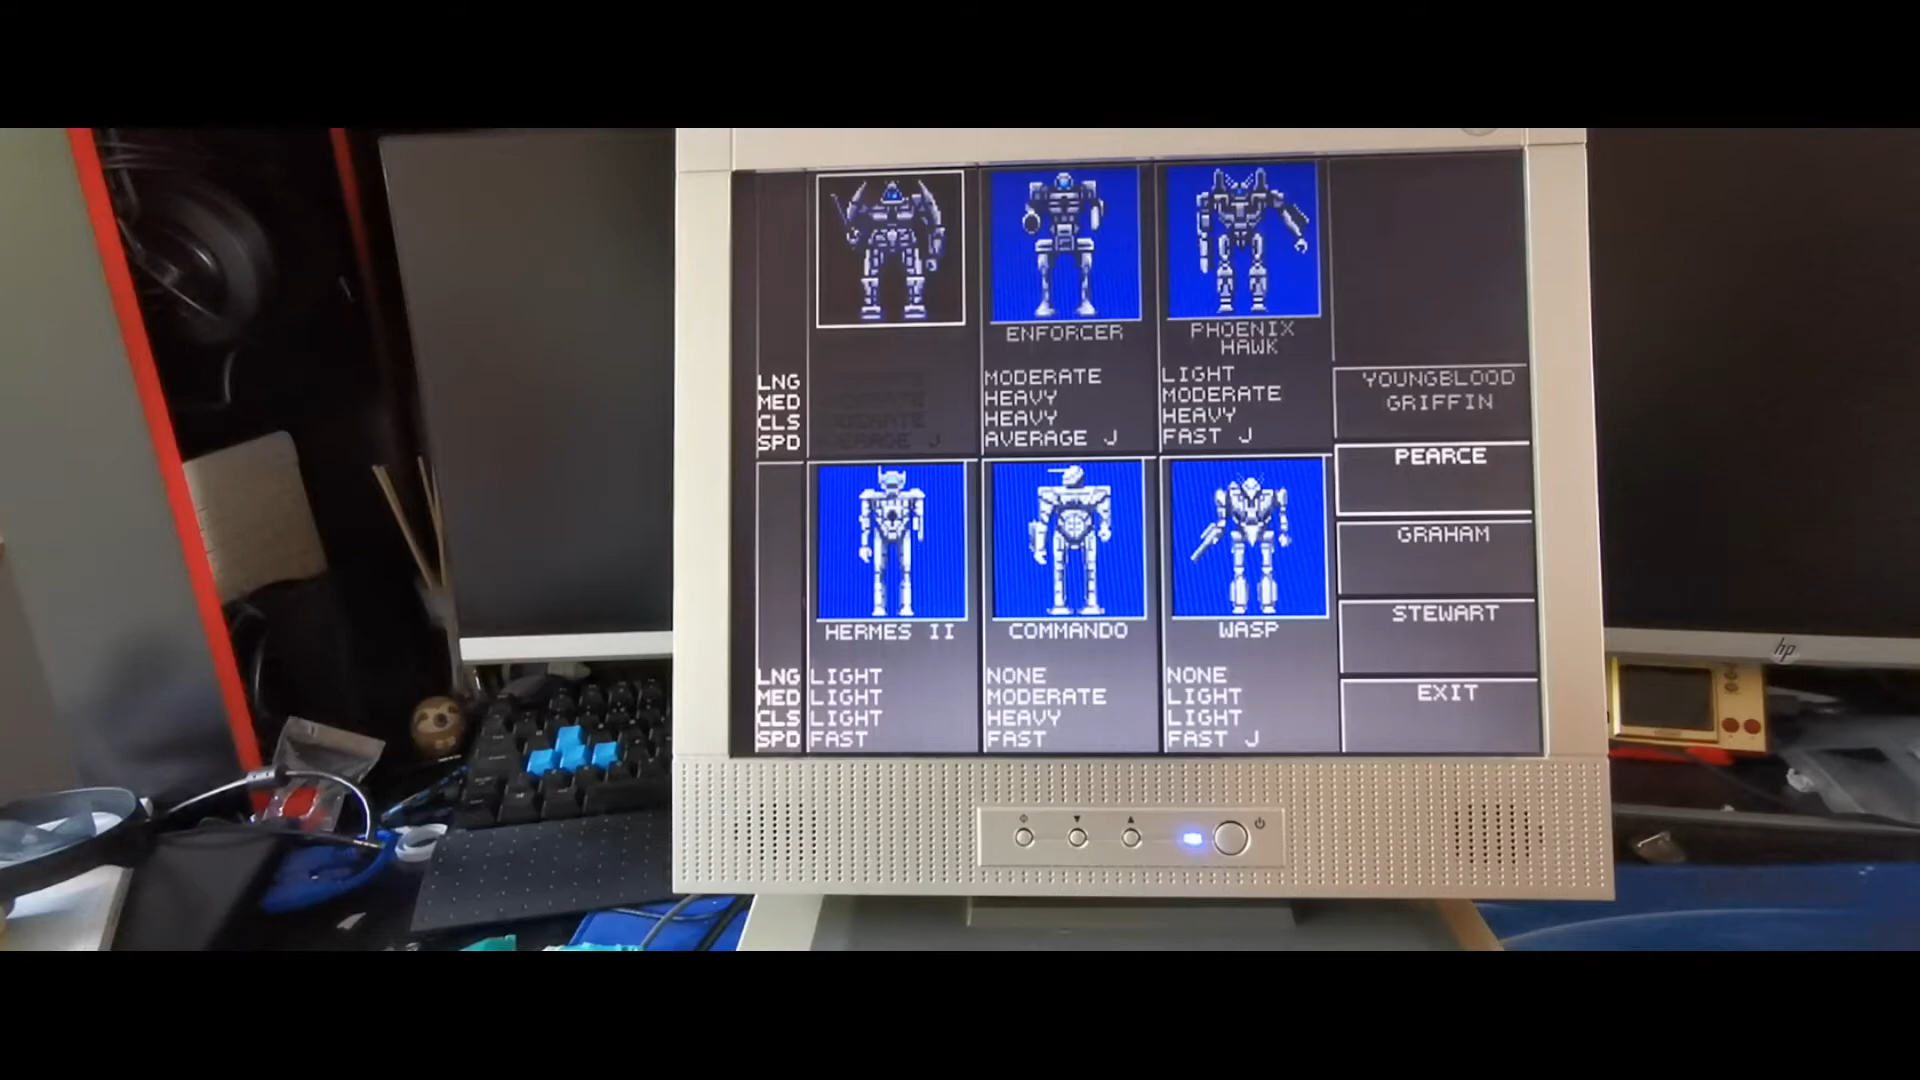 ENFORCER
PHOENIX
HAWK
LNG MODERATE LIGHT
MED HEAVY MODERATE
CLS HEAVY HEAVY
SPD AVERAGE J FAST J
YOUNGBLOOD
GRIFFIN
PEARCE
GRAHAM
STEWART
EXIT
HERMES II COMMANDO WASP
LNG LIGHT NONE NONE
MED LIGHT MODERATE LIGHT
CLS LIGHT HEAVY LIGHT
SPD FAST FAST FAST J
hp